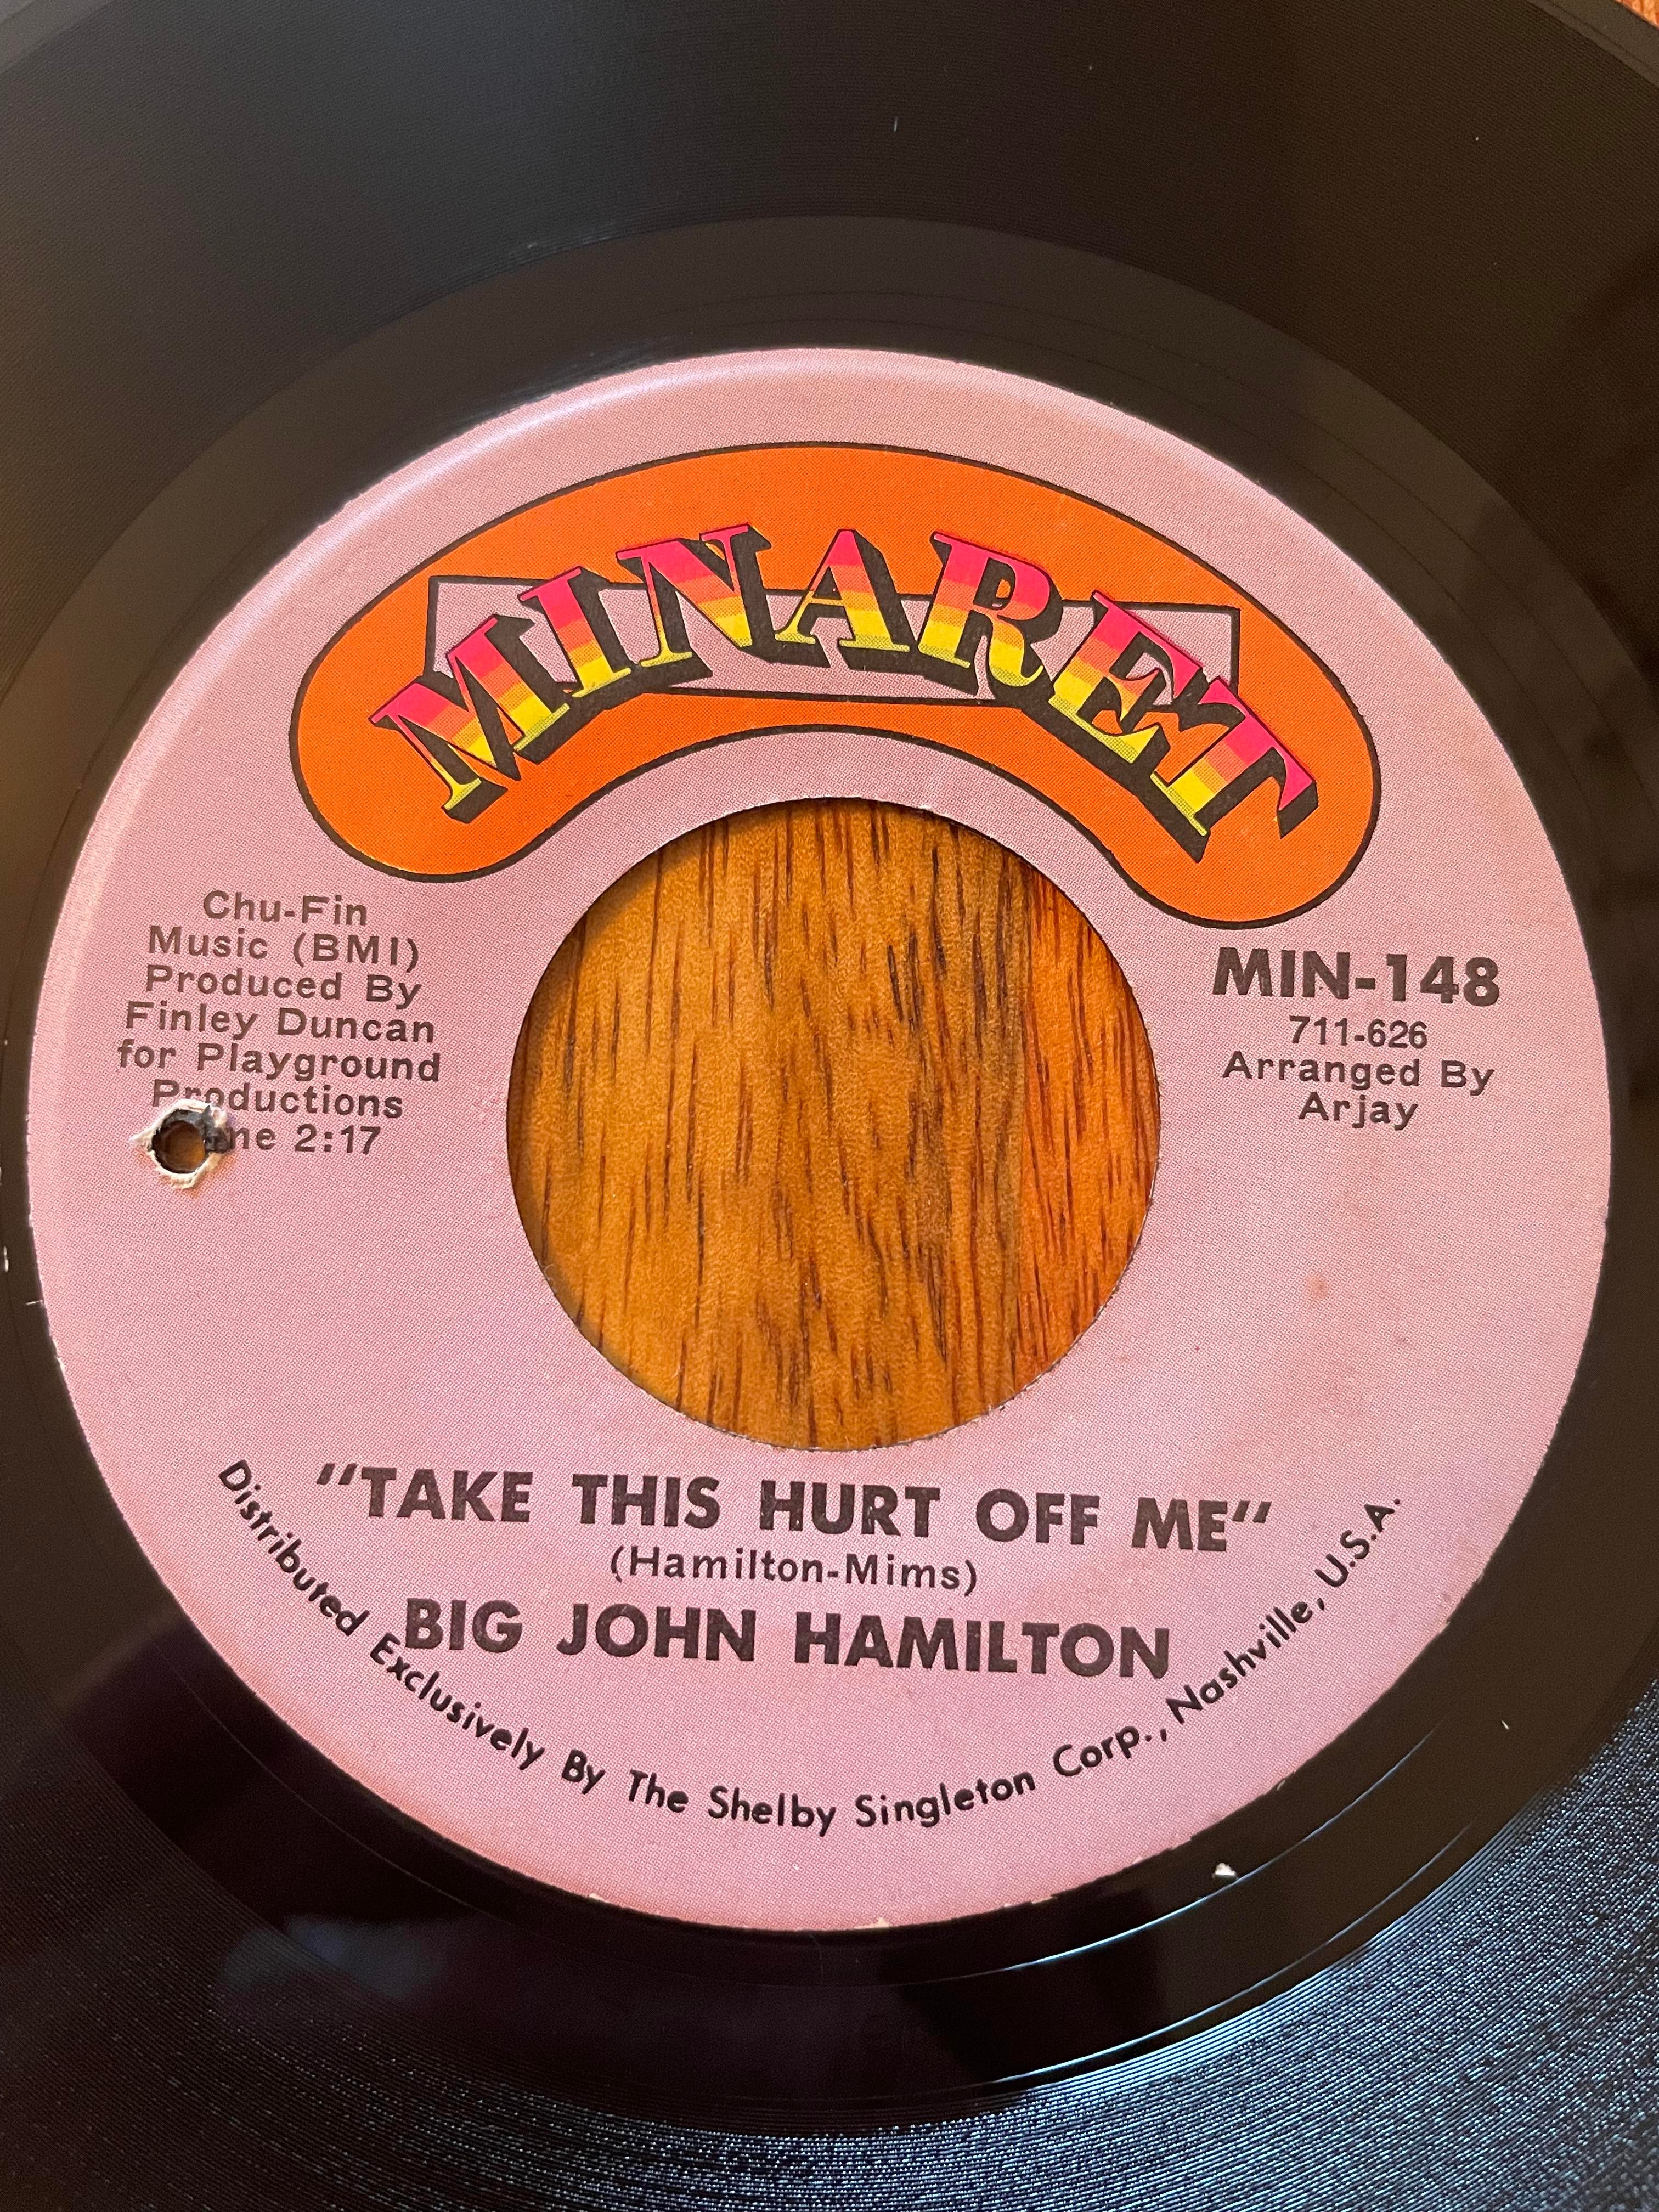 MINARET
Chu-Fin
Music (BMI)
Produced By
Finley Duncan
for Playground
Productions
2:17
MIN-148
711-626
Arranged By
Arjay
"TAKE THIS HURT OFF ME"
(Hamilton-Mims)
BIG JOHN HAMILTON
Distributed Exclusively By The Shelby Singleton Corp., Nashville, U.S.A.